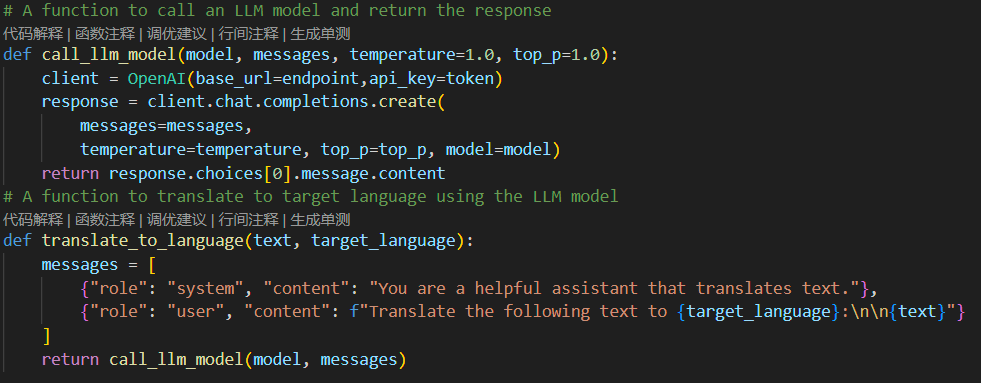 # A function to call an LLM model and return the response
代码解释 | 函数注释 | 调优建议 | 行间注释 | 生成单测
def call_llm_model(model, messages, temperature=1.0, top_p=1.0):
    client = OpenAI(base_url=endpoint,api_key=token)
    response = client.chat.completions.create(
        messages=messages,
        temperature=temperature, top_p=top_p, model=model)
    return response.choices[0].message.content
# A function to translate to target language using the LLM model
代码解释 | 函数注释 | 调优建议 | 行间注释 | 生成单测
def translate_to_language(text, target_language):
    messages = [
        {"role": "system", "content": "You are a helpful assistant that translates text."},
        {"role": "user", "content": f"Translate the following text to {target_language}:\n\n{text}"}
    ]
    return call_llm_model(model, messages)